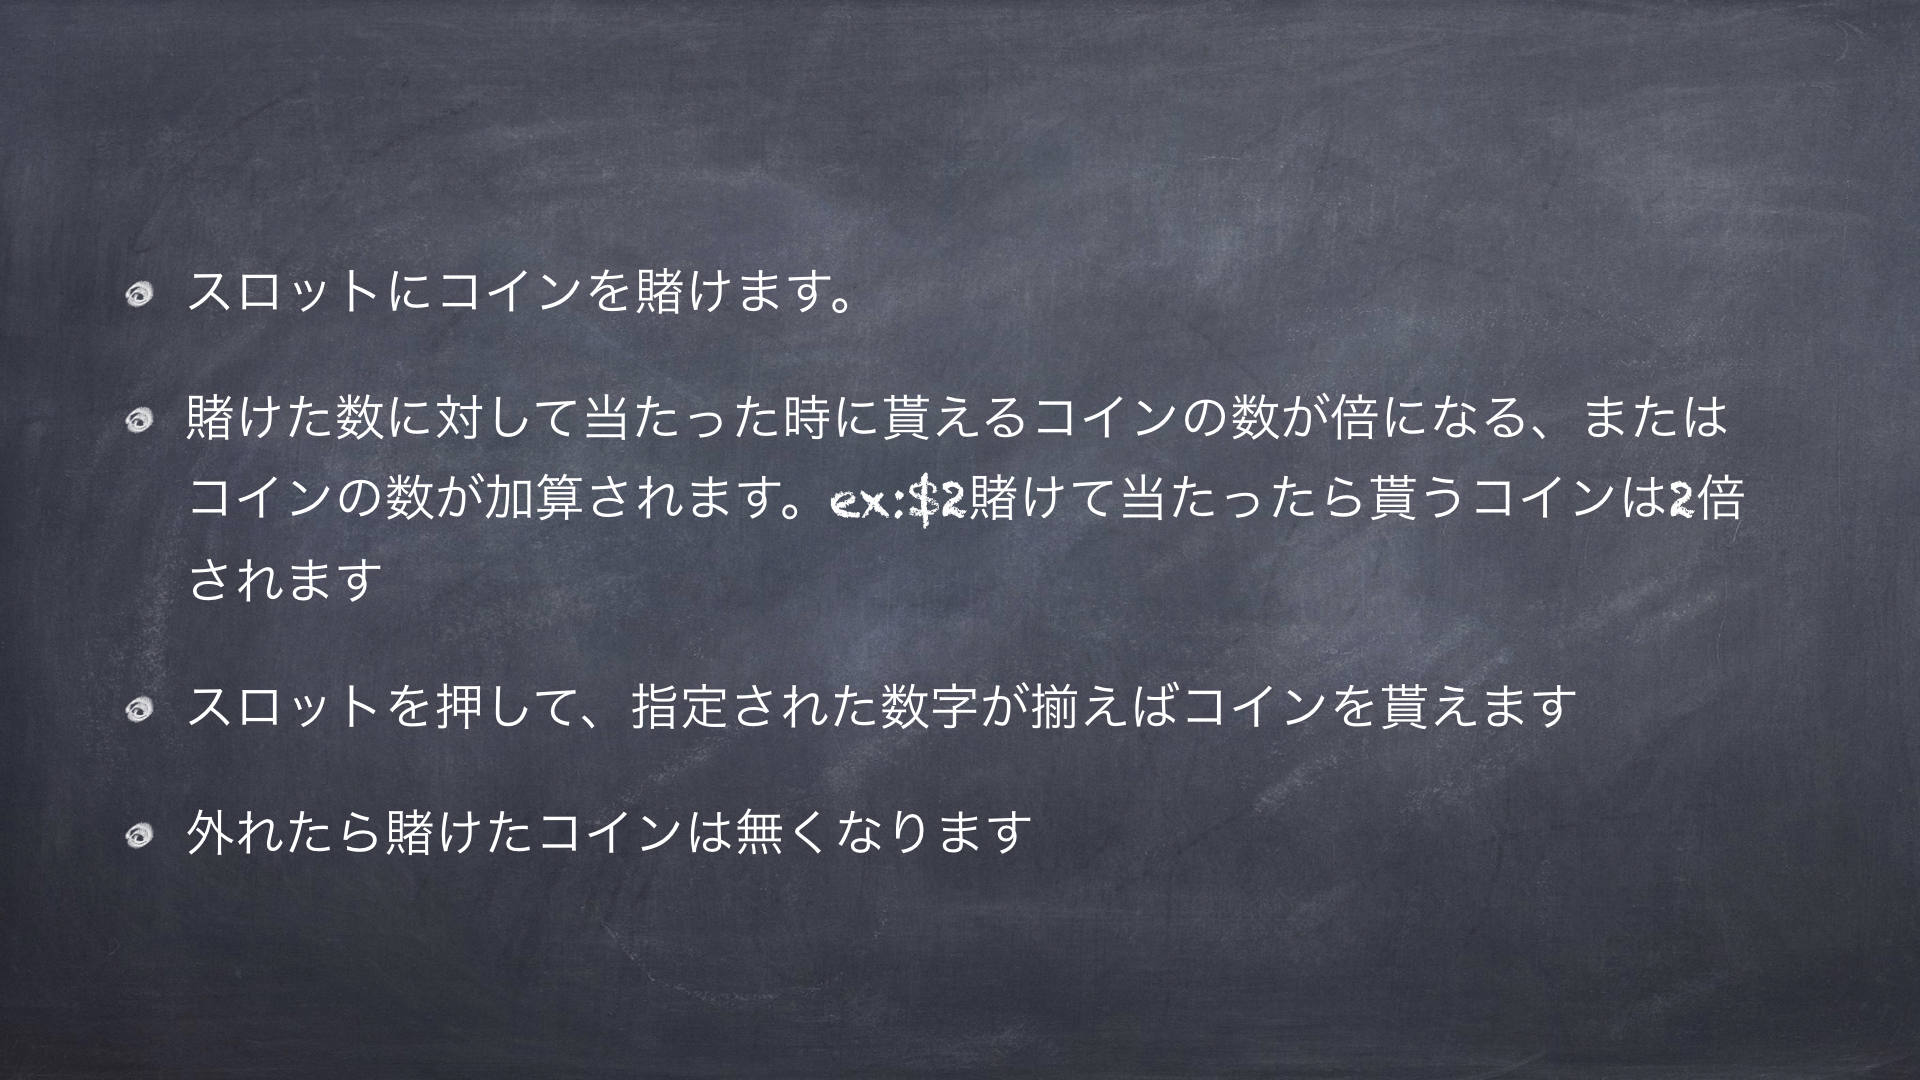 スロットにコインを賭けます。
賭けた数に対して当たった時に貰えるコインの数が倍になる、または
コインの数が加算されます。ex:$2賭けて当たったら貰うコインは2倍
されます
スロットを押して、指定された数字が揃えばコインを貰えます
外れたら賭けたコインは無くなります